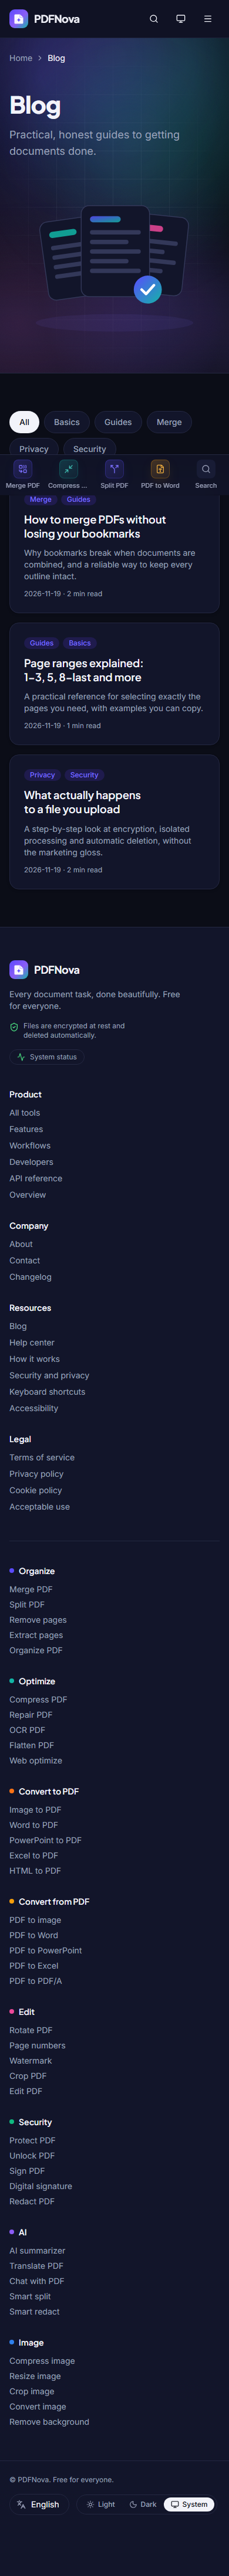 PDFNova
Home > Blog
Blog
Practical, honest guides to getting
documents done.
All Basics Guides Merge
Privacy Security
Merge PDF Compress ... Split PDF PDF to Word Search
Merge Guides
How to merge PDFs without
losing your bookmarks
Why bookmarks break when documents are
combined, and a reliable way to keep every
outline intact.
2026-11-19 · 2 min read
Guides Basics
Page ranges explained:
1–3, 5, 8–last and more
A practical reference for selecting exactly the
pages you need, with examples you can copy.
2026-11-19 · 1 min read
Privacy Security
What actually happens
to a file you upload
A step-by-step look at encryption, isolated
processing and automatic deletion, without
the marketing gloss.
2026-11-19 · 2 min read
PDFNova
Every document task, done beautifully. Free
for everyone.
Files are encrypted at rest and
deleted automatically.
System status
Product
All tools
Features
Workflows
Developers
API reference
Overview
Company
About
Contact
Changelog
Resources
Blog
Help center
How it works
Security and privacy
Keyboard shortcuts
Accessibility
Legal
Terms of service
Privacy policy
Cookie policy
Acceptable use
Organize
Merge PDF
Split PDF
Remove pages
Extract pages
Organize PDF
Optimize
Compress PDF
Repair PDF
OCR PDF
Flatten PDF
Web optimize
Convert to PDF
Image to PDF
Word to PDF
PowerPoint to PDF
Excel to PDF
HTML to PDF
Convert from PDF
PDF to image
PDF to Word
PDF to PowerPoint
PDF to Excel
PDF to PDF/A
Edit
Rotate PDF
Page numbers
Watermark
Crop PDF
Edit PDF
Security
Protect PDF
Unlock PDF
Sign PDF
Digital signature
Redact PDF
AI
AI summarizer
Translate PDF
Chat with PDF
Smart split
Smart redact
Image
Compress image
Resize image
Crop image
Convert image
Remove background
© PDFNova. Free for everyone.
English Light Dark System